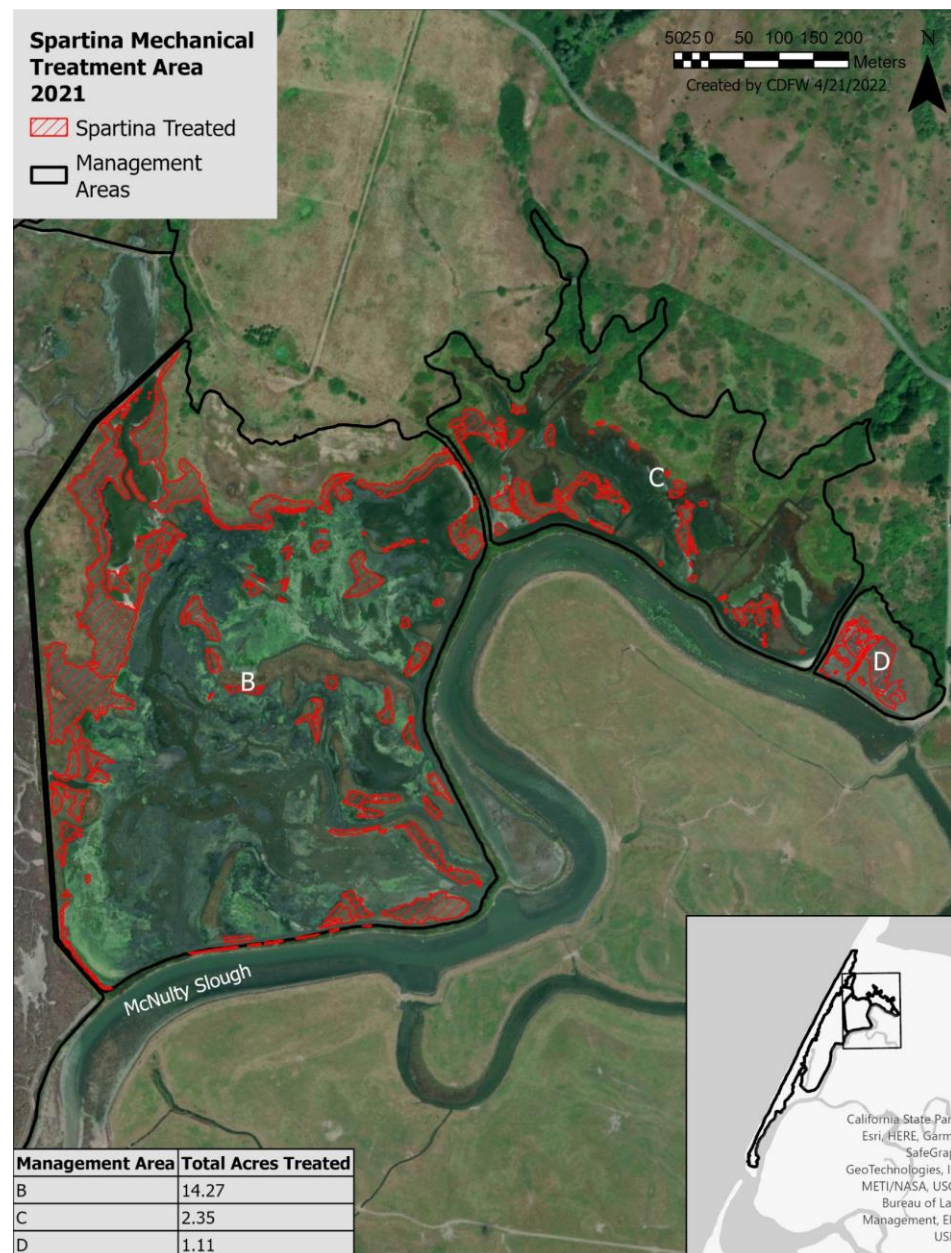 Spartina Mechanical
Treatment Area
2021
Spartina Treated
Management
Areas
5025 0 50 100 150 200
Meters
Created by CDFW 4/21/2022
N
C
D
B
McNulty Slough
Management Area Total Acres Treated
B 14.27
C 2.35
D 1.11
California State Par
Esri, HERE, Garm
SafeGrap
GeoTechnologies, I
METI/NASA, USG
Bureau of La
Management, E
US